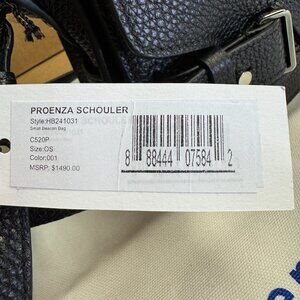 PROENZA SCHOULER
Style:HB241031
Small Beacon Bag
C520P
Size:OS
Color:001
MSRP: $1490.00
8 88444 07584 2